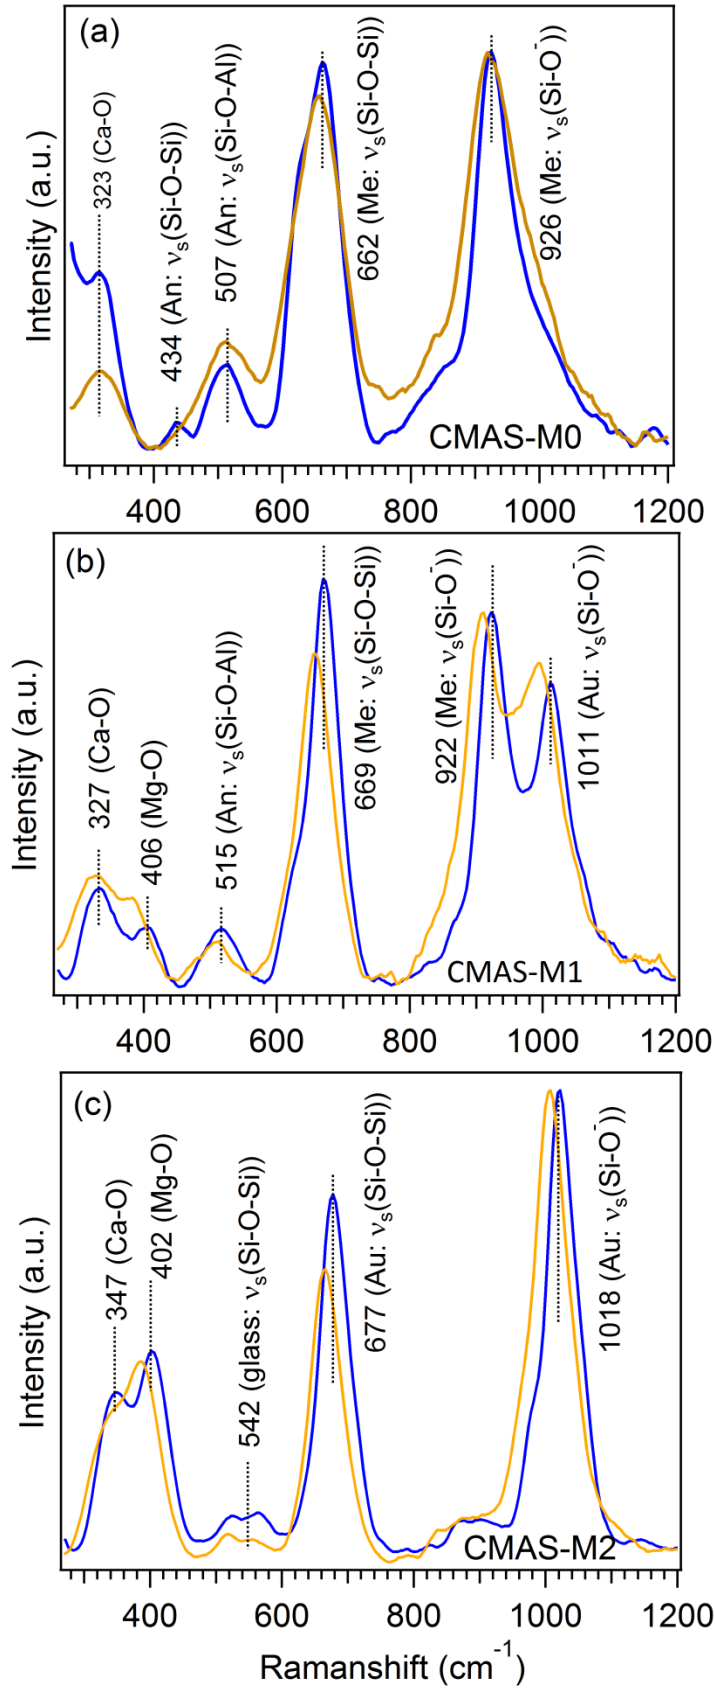 (a)
Intensity (a.u.)
323 (Ca-O)
434 (An: νs(Si-O-Si))
507 (An: νs(Si-O-Al))
662 (Me: νs(Si-O-Si))
926 (Me: νs(Si-O⁻))
CMAS-M0
400 600 800 1000 1200
(b)
Intensity (a.u.)
327 (Ca-O)
406 (Mg-O)
515 (An: νs(Si-O-Al))
669 (Me: νs(Si-O-Si))
922 (Me: νs(Si-O⁻))
1011 (Au: νs(Si-O⁻))
CMAS-M1
400 600 800 1000 1200
(c)
Intensity (a.u.)
347 (Ca-O)
402 (Mg-O)
542 (glass: νs(Si-O-Si))
677 (Au: νs(Si-O-Si))
1018 (Au: νs(Si-O⁻))
CMAS-M2
400 600 800 1000 1200
Ramanshift (cm⁻¹)